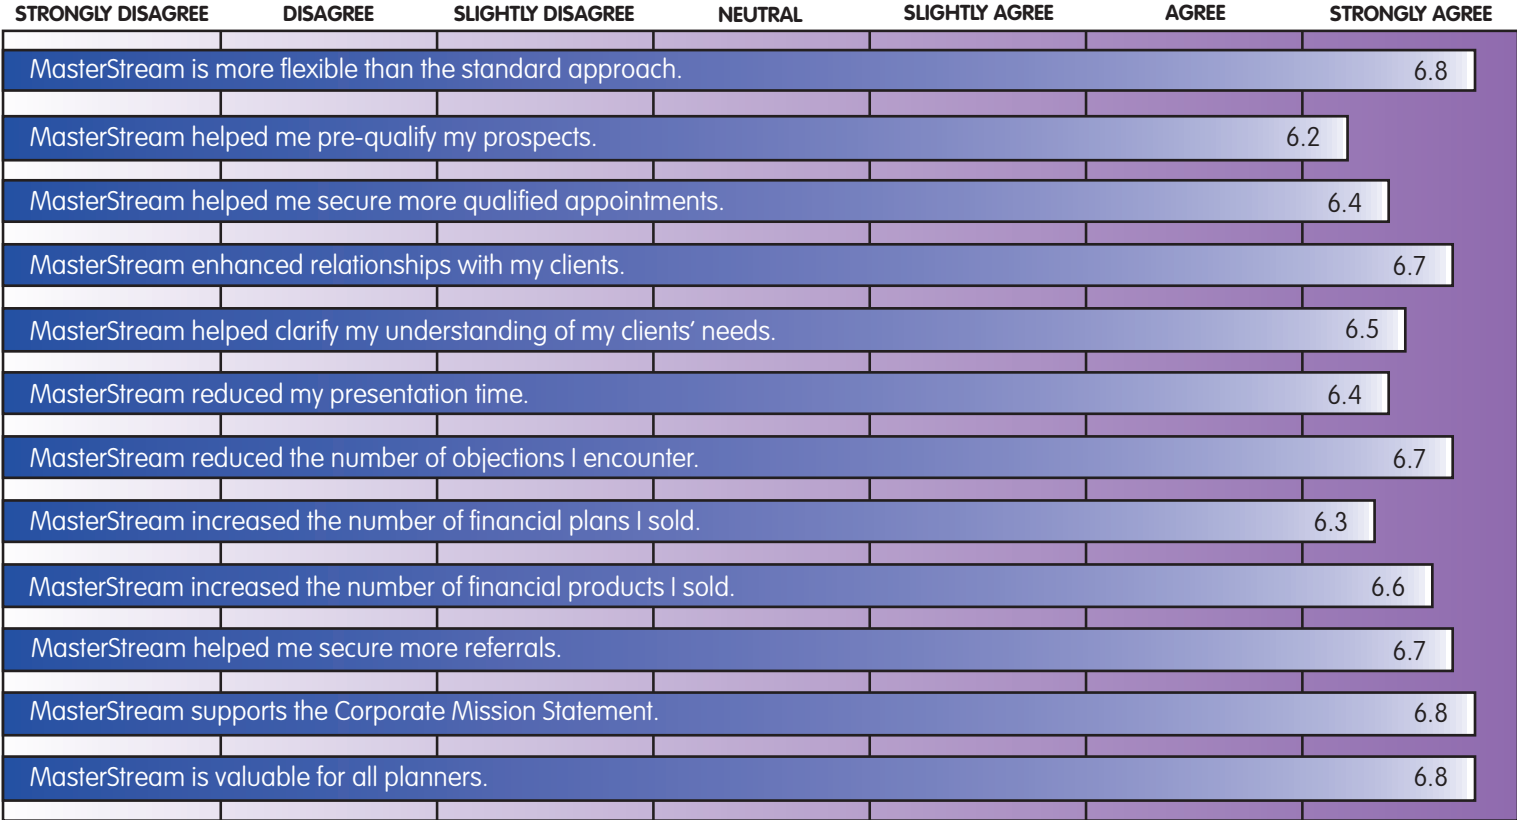 STRONGLY DISAGREE DISAGREE SLIGHTLY DISAGREE NEUTRAL SLIGHTLY AGREE AGREE STRONGLY AGREE
MasterStream is more flexible than the standard approach. 6.8
MasterStream helped me pre-qualify my prospects. 6.2
MasterStream helped me secure more qualified appointments. 6.4
MasterStream enhanced relationships with my clients. 6.7
MasterStream helped clarify my understanding of my clients’ needs. 6.5
MasterStream reduced my presentation time. 6.4
MasterStream reduced the number of objections I encounter. 6.7
MasterStream increased the number of financial plans I sold. 6.3
MasterStream increased the number of financial products I sold. 6.6
MasterStream helped me secure more referrals. 6.7
MasterStream supports the Corporate Mission Statement. 6.8
MasterStream is valuable for all planners. 6.8